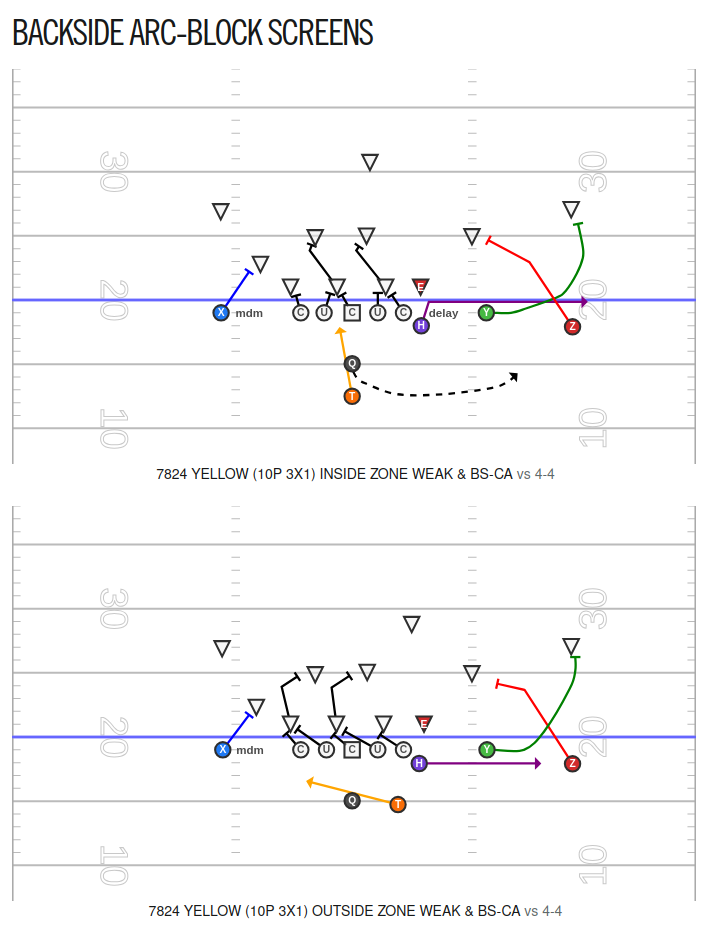 BACKSIDE ARC-BLOCK SCREENS
30 30
20 20
E
X mdm C U C U C H delay Y Z
Q
T
10 10
7824 YELLOW (10P 3X1) INSIDE ZONE WEAK & BS-CA vs 4-4
30 30
20 20
E
X mdm C U C U C H Y Z
Q T
10 10
7824 YELLOW (10P 3X1) OUTSIDE ZONE WEAK & BS-CA vs 4-4